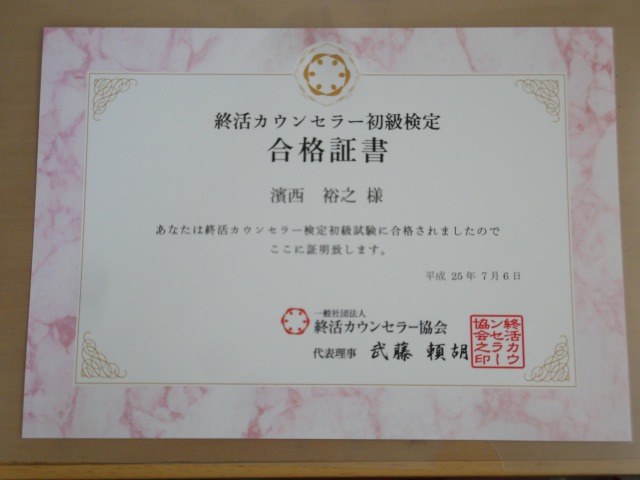 終活カウンセラー初級検定
合格証書
濱西 裕之 様
あなたは終活カウンセラー検定初級試験に合格されましたので
ここに証明致します。
平成 25年 7月6日
一般社団法人
終活カウンセラー協会
代表理事 武藤 頼胡
終活カウ
ンセラー
協会之印